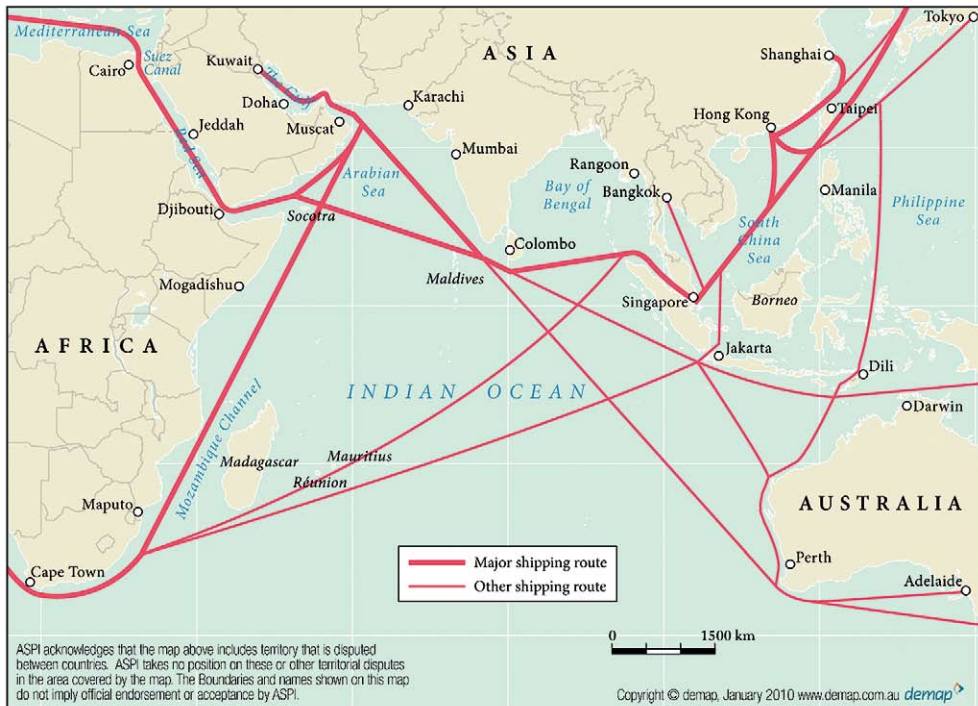 Mediterranean Sea
Cairo
Suez
Canal
Kuwait
The Gulf
Doha
Muscat
Jeddah
Red Sea
Djibouti
Socotra
Arabian
Sea
Karachi
Mumbai
ASIA
Rangoon
Bangkok
Bay of
Bengal
Colombo
Maldives
Shanghai
Tokyo
Hong Kong
Taipei
Manila
Philippine
Sea
South
China
Sea
Singapore
Borneo
Jakarta
Dili
Darwin
Mogadishu
AFRICA
INDIAN OCEAN
Mozambique Channel
Madagascar
Mauritius
Réunion
Maputo
Cape Town
AUSTRALIA
Perth
Adelaide
Major shipping route
Other shipping route
0 1500 km
ASPI acknowledges that the map above includes territory that is disputed
between countries. ASPI takes no position on these or other territorial disputes
in the area covered by the map. The Boundaries and names shown on this map
do not imply official endorsement or acceptance by ASPI.
Copyright © demap, January 2010 www.demap.com.au demap